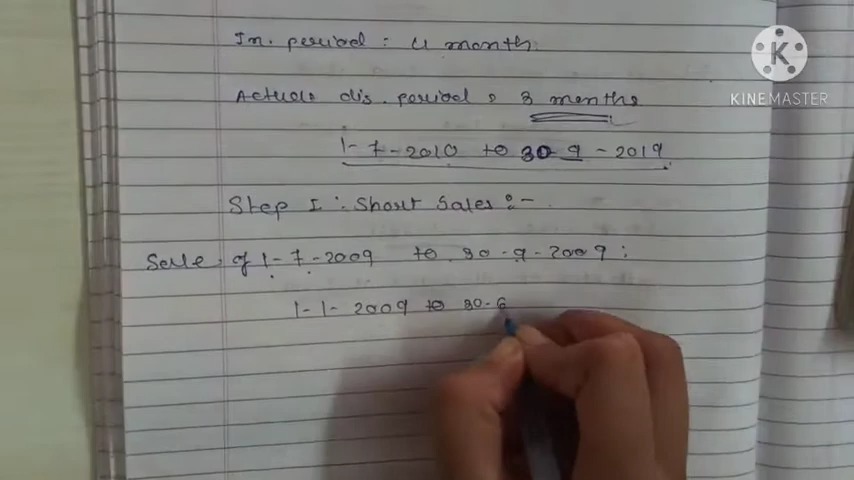 In. period : 4 month.
Actual dis. period = 3 months
1-7-2010 to 30-9-2019
Step I : Short Sales :-
Sale of 1-7-2009 to 30-9-2009 :
1-1-2009 to 30-6
KINEMASTER